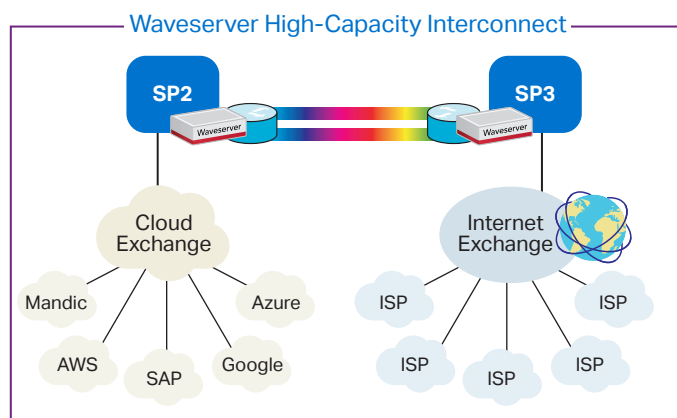 Waveserver High-Capacity Interconnect
SP2
SP3
Waveserver
Waveserver
Cloud
Exchange
Internet
Exchange
Mandic
Azure
ISP
ISP
AWS
SAP
Google
ISP
ISP
ISP